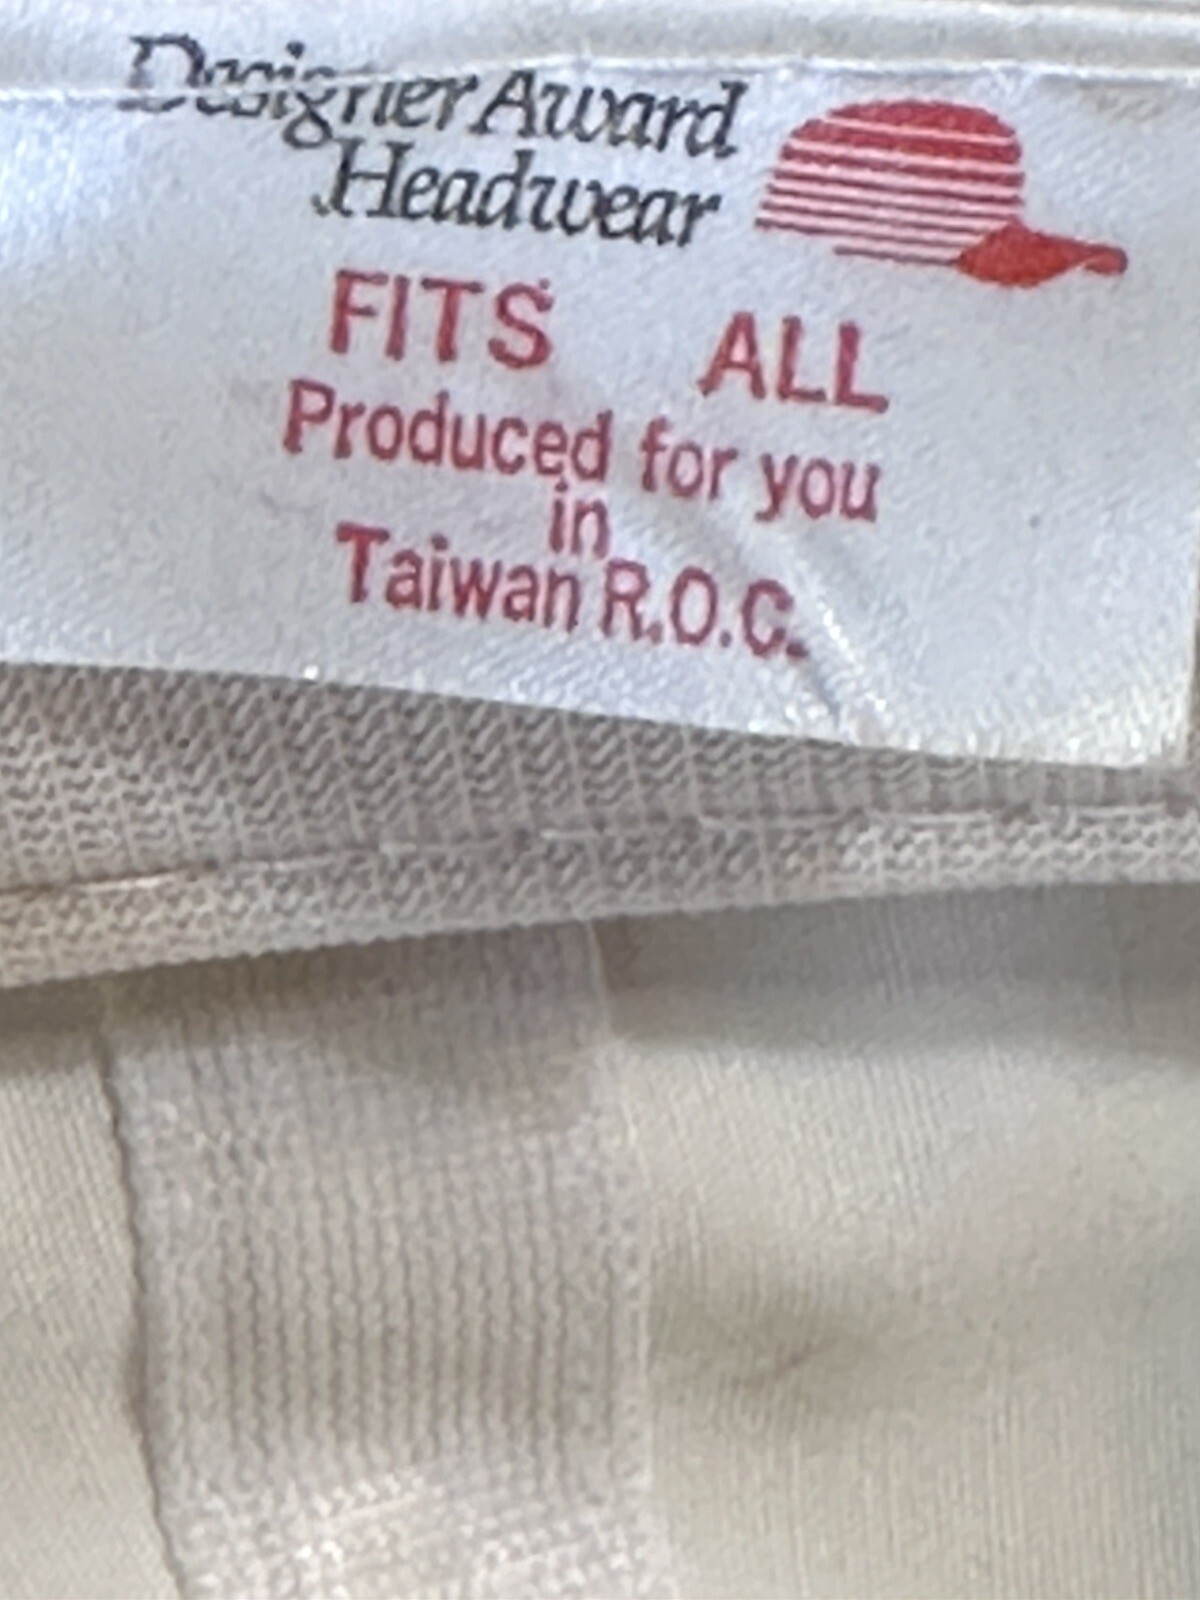 Designer Award
Headwear
FITS ALL
Produced for you
in
Taiwan R.O.C.